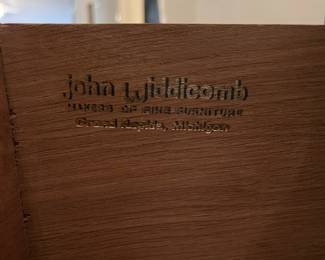 john widdicomb
MAKERS OF FINE FURNITURE
Grand Rapids, Michigan